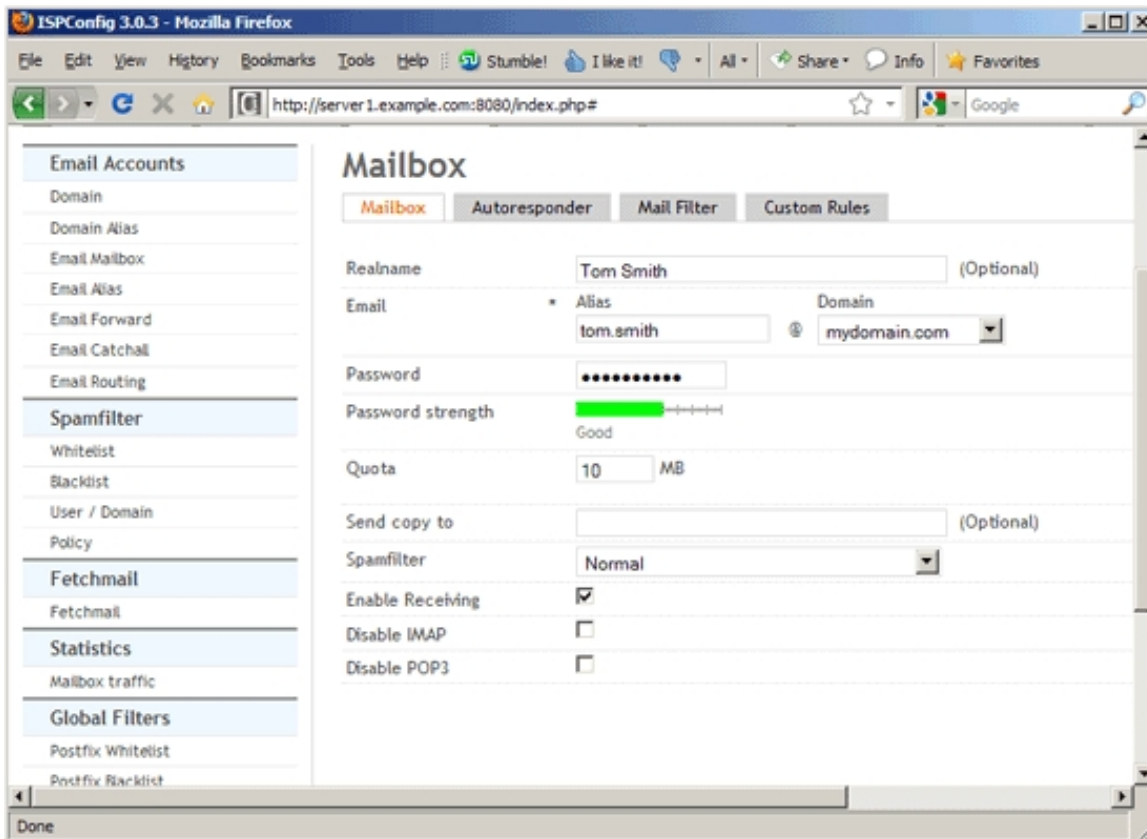 ISPConfig 3.0.3 - Mozilla Firefox
File Edit View History Bookmarks Tools Help Stumble! I like it! All Share Info Favorites
http://server1.example.com:8080/index.php# Google
Email Accounts
Domain
Domain Alias
Email Mailbox
Email Alias
Email Forward
Email Catchall
Email Routing
Spamfilter
Whitelist
Blacklist
User / Domain
Policy
Fetchmail
Fetchmail
Statistics
Mailbox traffic
Global Filters
Postfix Whitelist
Postfix Blacklist
Mailbox
Mailbox Autoresponder Mail Filter Custom Rules
Realname Tom Smith (Optional)
Email * Alias Domain
tom.smith @ mydomain.com
Password ••••••••••
Password strength
Good
Quota 10 MB
Send copy to (Optional)
Spamfilter Normal
Enable Receiving
Disable IMAP
Disable POP3
Done